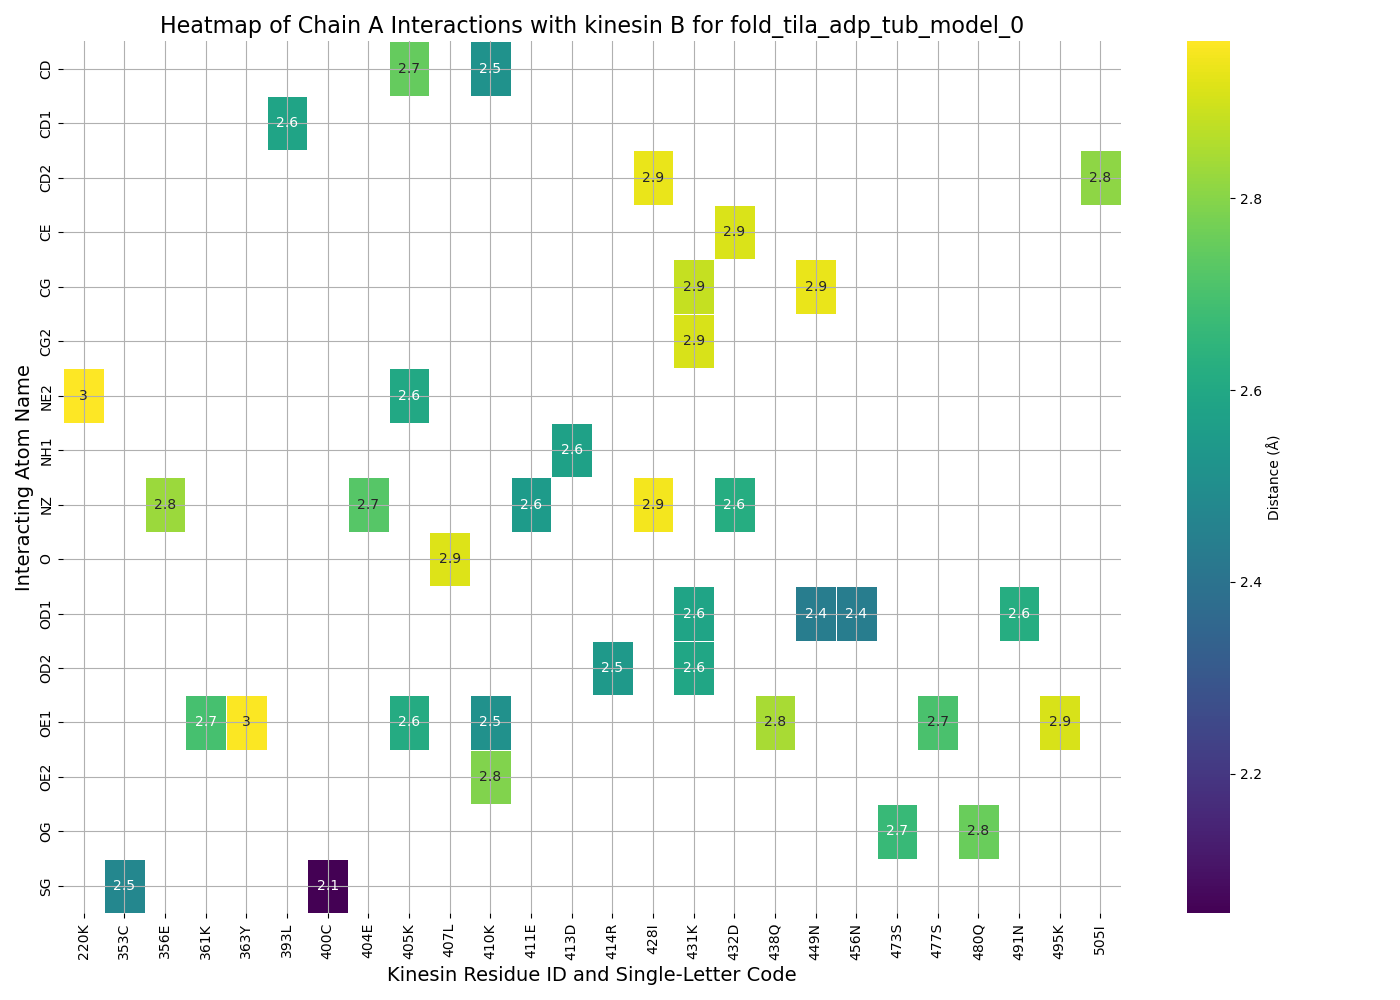 Heatmap of Chain A Interactions with kinesin B for fold_tila_adp_tub_model_0
Interacting Atom Name
CD 2.7 2.5
CD1 2.6
CD2 2.9 2.8
CE 2.9
CG 2.9 2.9
CG2 2.9
NE2 3 2.6
NH1 2.6
NZ 2.8 2.7 2.6 2.9 2.6
O 2.9
OD1 2.6 2.4 2.4 2.6
OD2 2.5 2.6
OE1 2.7 3 2.6 2.5 2.8 2.7 2.9
OE2 2.8
OG 2.7 2.8
SG 2.5 2.1
220K 353C 356E 361K 363Y 393L 400C 404E 405K 407L 410K 411E 413D 414R 428I 431K 432D 438Q 449N 456N 473S 477S 480Q 491N 495K 505I
Kinesin Residue ID and Single-Letter Code
2.8
2.6
2.4
2.2
Distance (Å)